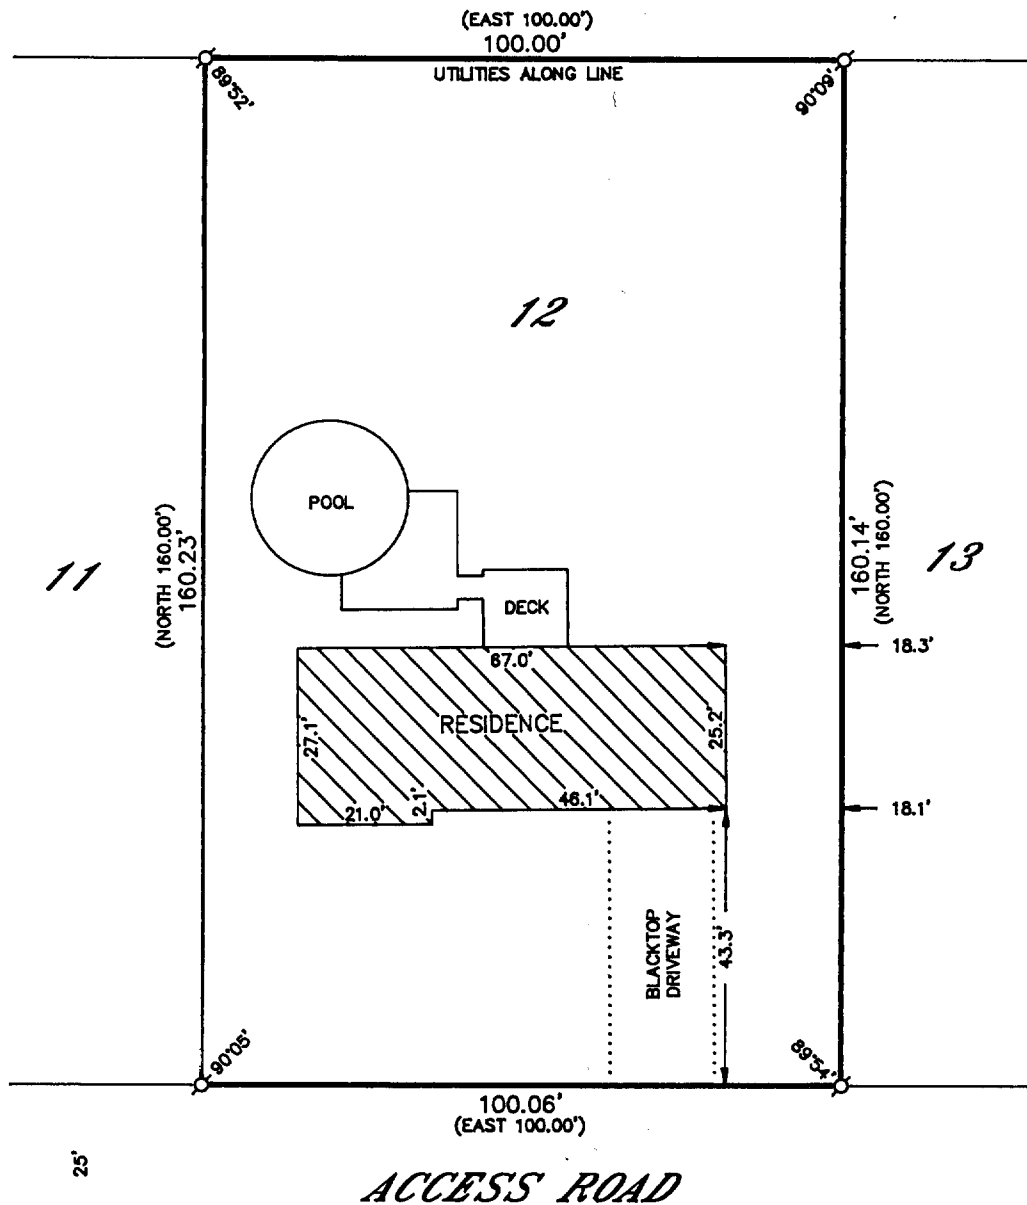 (EAST 100.00')
100.00'
UTILITIES ALONG LINE
89°52'
90°09'
12
POOL
11
(NORTH 160.00')
160.23'
160.14'
(NORTH 160.00')
13
DECK
18.3'
67.0'
RESIDENCE
27.1'
25.2'
21.0'
2.1'
46.1'
18.1'
BLACKTOP
DRIVEWAY
43.3'
90°05'
89°54'
100.06'
(EAST 100.00')
25'
ACCESS ROAD